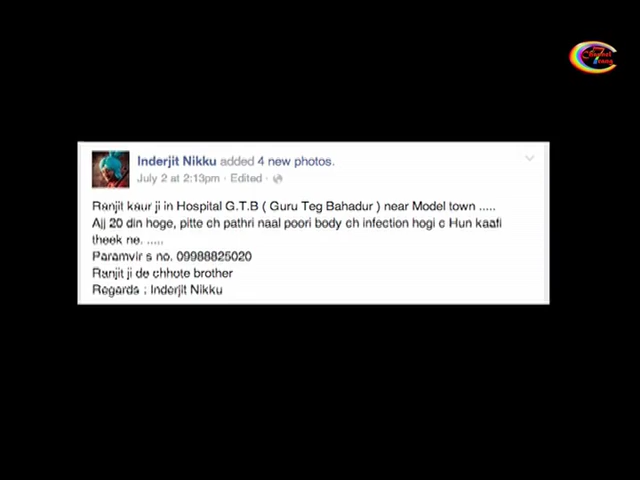 Channel
7
Inderjit Nikku added 4 new photos.
July 2 at 2:13pm · Edited ·
Ranjit kaur ji in Hospital G.T.B ( Guru Teg Bahadur ) near Model town .....
Ajj 20 din hoge, pitte ch pathri naal poori body ch infection hogi c Hun kaafi
theek ne. .....
Paramvir s no. 09988825020
Ranjit ji de chhote brother
Regards : Inderjit Nikku